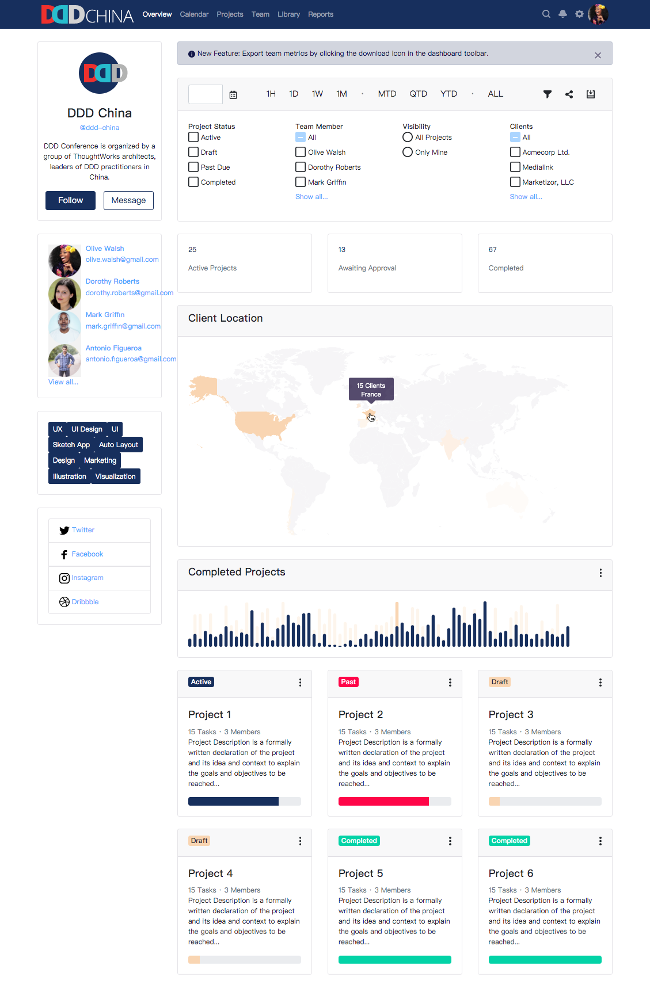 DDDCHINA Overview Calendar Projects Team Library Reports
DDD
DDD China
@ddd-china
DDD Conference is organized by a
group of ThoughtWorks architects,
leaders of DDD practitioners in
China.
Follow Message
Olive Walsh
olive.walsh@gmail.com
Dorothy Roberts
dorothy.roberts@gmail.com
Mark Griffin
mark.griffin@gmail.com
Antonio Figueroa
antonio.figueroa@gmail.com
View all...
UX UI Design UI
Sketch App Auto Layout
Design Marketing
Illustration Visualization
Twitter
Facebook
Instagram
Dribbble
New Feature: Export team metrics by clicking the download icon in the dashboard toolbar.
1H 1D 1W 1M · MTD QTD YTD · ALL
Project Status
Active
Draft
Past Due
Completed
Team Member
All
Olive Walsh
Dorothy Roberts
Mark Griffin
Show all...
Visibility
All Projects
Only Mine
Clients
All
Acmecorp Ltd.
Medialink
Marketizor, LLC
Show all...
25
Active Projects
13
Awaiting Approval
67
Completed
Client Location
15 Clients
France
Completed Projects
Active
Project 1
15 Tasks · 3 Members
Project Description is a formally
written declaration of the project
and its idea and context to explain
the goals and objectives to be
reached...
Past
Project 2
15 Tasks · 3 Members
Project Description is a formally
written declaration of the project
and its idea and context to explain
the goals and objectives to be
reached...
Draft
Project 3
15 Tasks · 3 Members
Project Description is a formally
written declaration of the project
and its idea and context to explain
the goals and objectives to be
reached...
Draft
Project 4
15 Tasks · 3 Members
Project Description is a formally
written declaration of the project
and its idea and context to explain
the goals and objectives to be
reached...
Completed
Project 5
15 Tasks · 3 Members
Project Description is a formally
written declaration of the project
and its idea and context to explain
the goals and objectives to be
reached...
Completed
Project 6
15 Tasks · 3 Members
Project Description is a formally
written declaration of the project
and its idea and context to explain
the goals and objectives to be
reached...